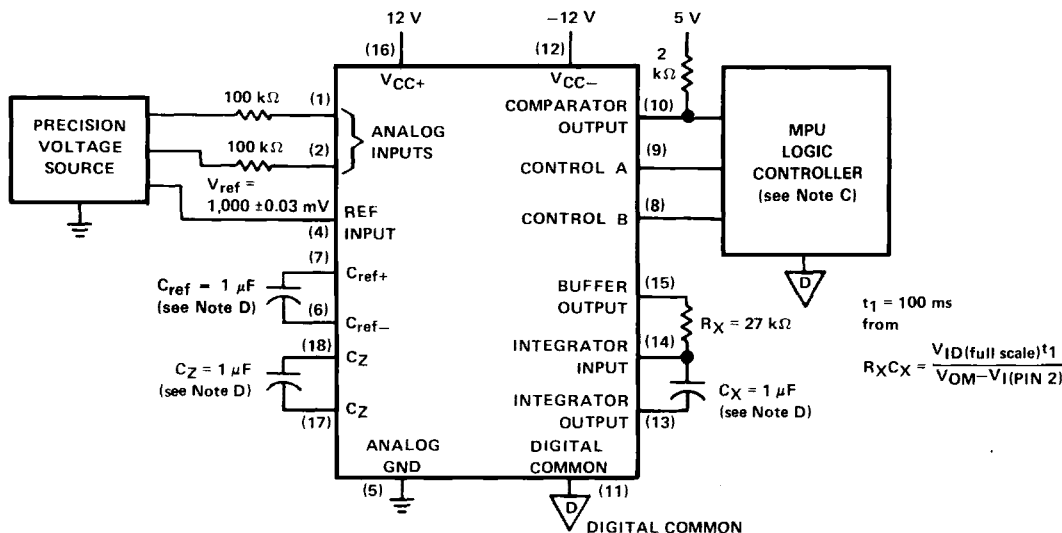 12 V
-12 V
5 V
(16)
(12)
2
kΩ
VCC+
VCC-
100 kΩ
(1)
COMPARATOR
OUTPUT
(10)
PRECISION
VOLTAGE
SOURCE
ANALOG
INPUTS
MPU
LOGIC
CONTROLLER
(see Note C)
100 kΩ
(2)
CONTROL A
(9)
Vref =
1,000 ±0.03 mV
REF
INPUT
(4)
CONTROL B
(8)
(7)
Cref+
Cref = 1 μF
(see Note D)
(6)
Cref-
BUFFER
OUTPUT
(15)
D
RX = 27 kΩ
t1 = 100 ms
from
RXCX = VID(full scale)t1
VOM-VI(PIN 2)
(18)
CZ
INTEGRATOR
INPUT
(14)
CZ = 1 μF
(see Note D)
CZ
(17)
INTEGRATOR
OUTPUT
(13)
CX = 1 μF
(see Note D)
ANALOG
GND
DIGITAL
COMMON
(5)
(11)
D
DIGITAL COMMON